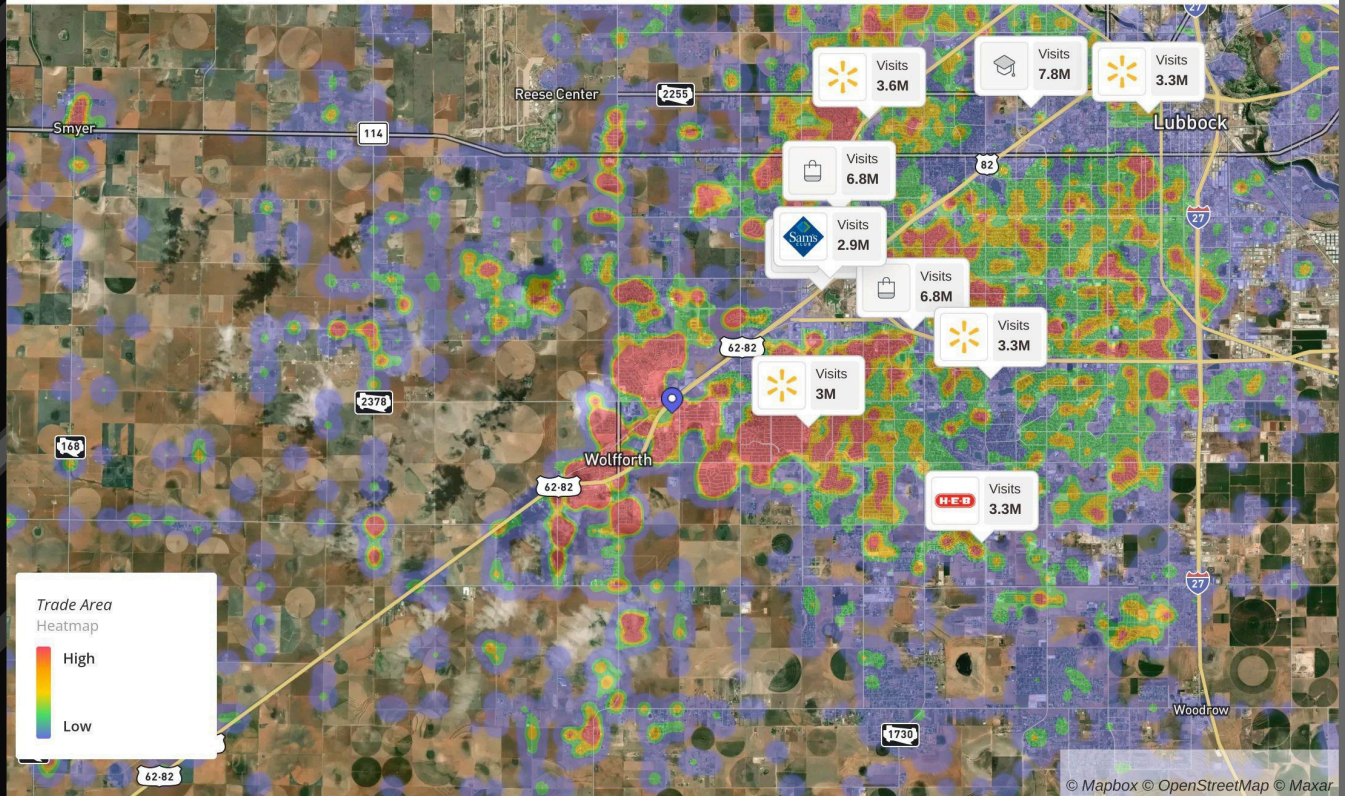 27
Visits
3.6M
Visits
7.8M
Visits
3.3M
Reese Center
2255
Smyer
114
Lubbock
Visits
6.8M
82
Sam's
CLUB
Visits
2.9M
27
Visits
6.8M
Visits
3.3M
62-82
Visits
3M
2378
168
Wolfforth
62-82
H-E-B
Visits
3.3M
27
Trade Area
Heatmap
High
Low
Woodrow
1730
62-82
© Mapbox © OpenStreetMap © Maxar